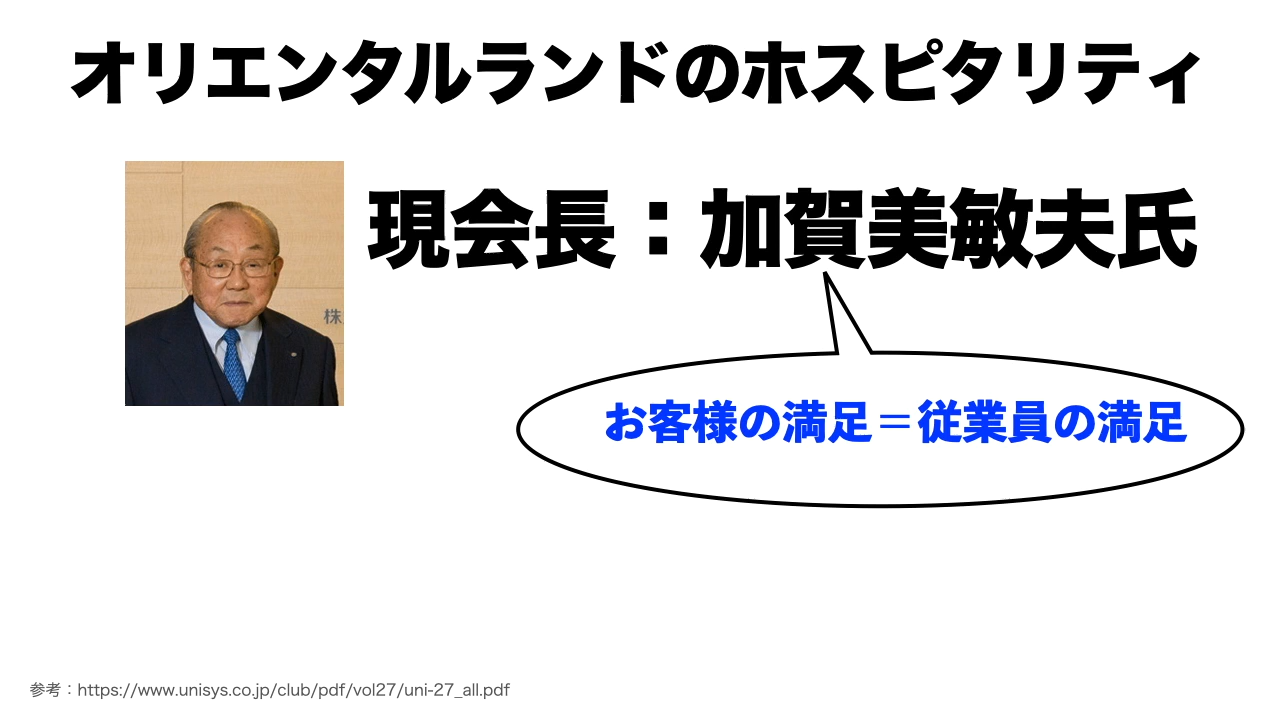 オリエンタルランドのホスピタリティ
現会長：加賀美敏夫氏
株
お客様の満足＝従業員の満足
参考：https://www.unisys.co.jp/club/pdf/vol27/uni-27_all.pdf